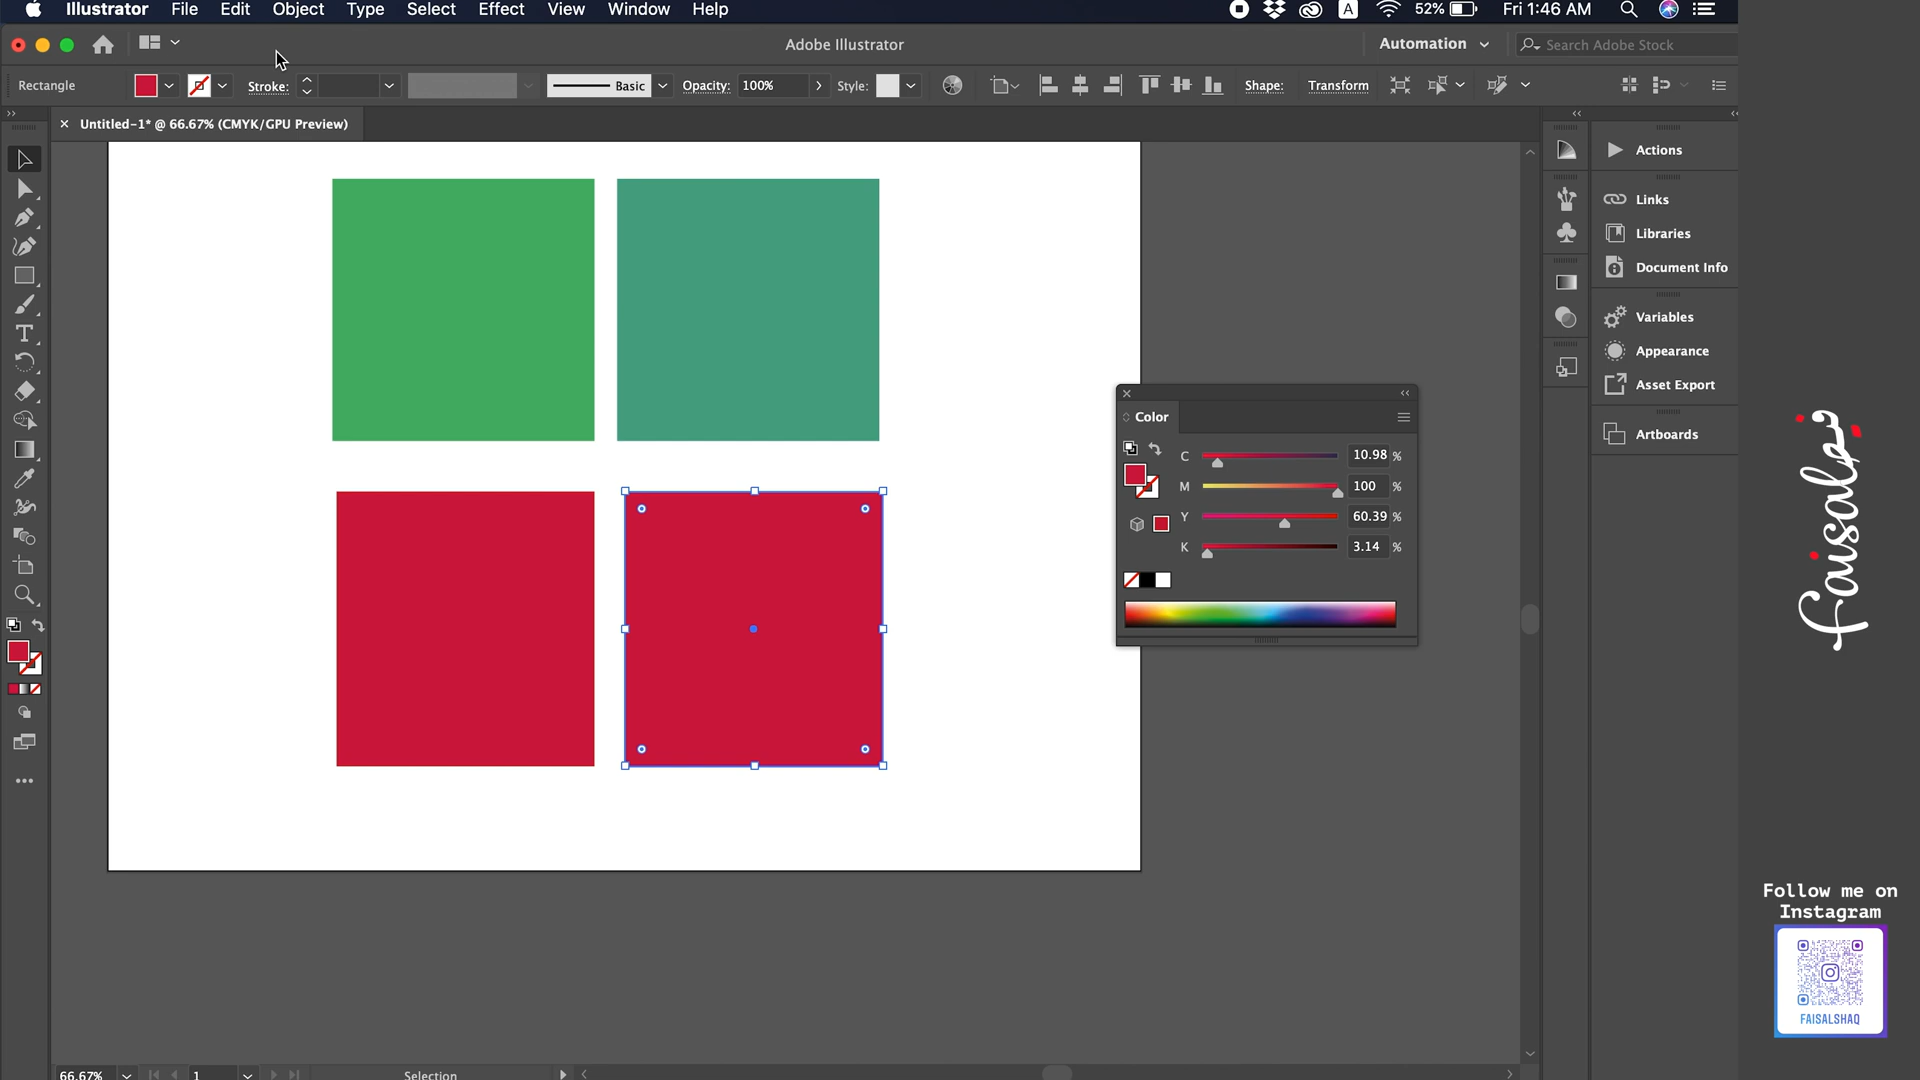 Illustrator File Edit Object Type Select Effect View Window Help
A 52% Fri 1:46 AM
Adobe Illustrator
Automation
Search Adobe Stock
Rectangle
Stroke:
Basic
Opacity: 100%
Style:
Shape:
Transform
Untitled-1* @ 66.67% (CMYK/GPU Preview)
Actions
Links
Libraries
Document Info
Variables
Appearance
Asset Export
Artboards
Color
C 10.98 %
M 100 %
Y 60.39 %
K 3.14 %
faisal
Follow me on
Instagram
FAISALSHAQ
66.67% 1 Selection